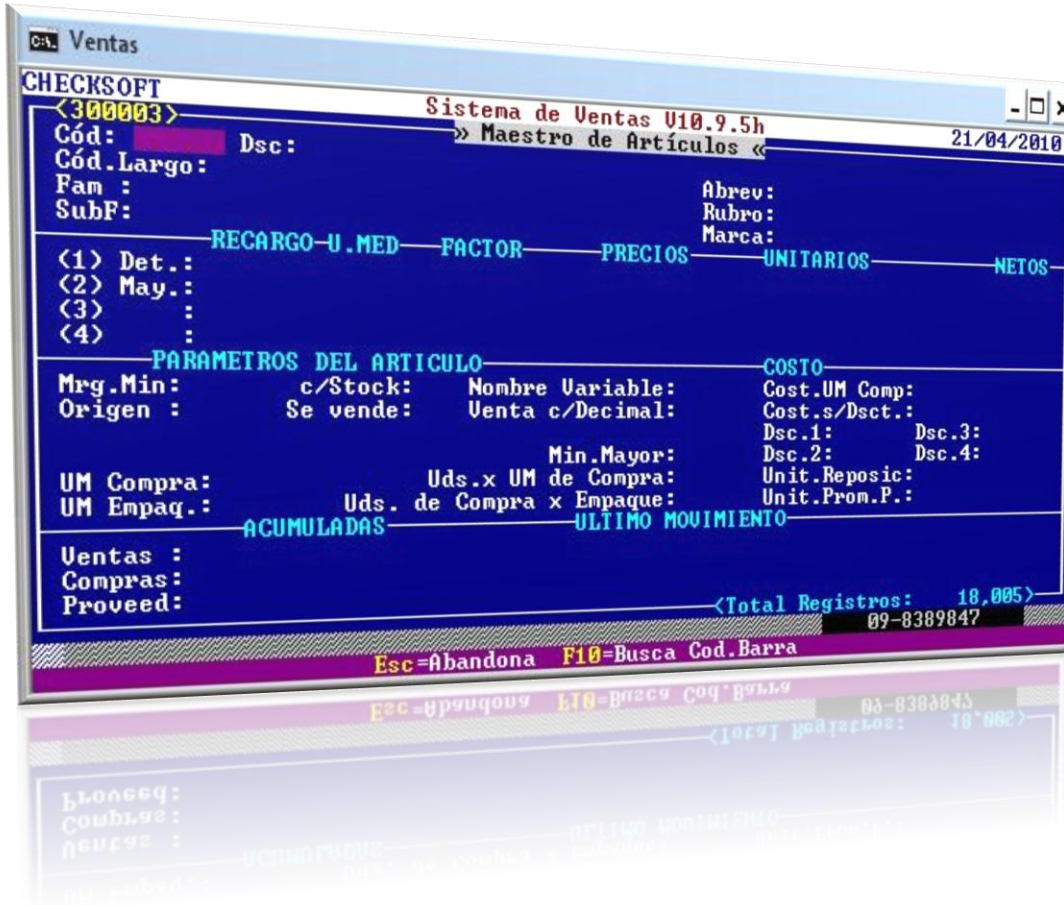 Ventas
CHECKSOFT Sistema de Ventas V10.9.5h 21/04/2010
<300003> » Maestro de Artículos «
Cód: Dsc:
Cód.Largo:
Fam : Abrev:
SubF: Rubro:
Marca:
RECARGO U.MED FACTOR PRECIOS UNITARIOS NETOS
(1) Det.:
(2) May.:
(3) :
(4) :
PARAMETROS DEL ARTICULO COSTO
Mrg.Min: c/Stock: Nombre Variable: Cost.UM Comp:
Origen : Se vende: Venta c/Decimal: Cost.s/Dsct.:
Dsc.1: Dsc.3:
Min.Mayor: Dsc.2: Dsc.4:
UM Compra: Uds.x UM de Compra: Unit.Reposic:
UM Empaq.: Uds. de Compra x Empaque: Unit.Prom.P.:
ACUMULADAS ULTIMO MOVIMIENTO
Ventas :
Compras:
Proveed:
<Total Registros: 18,005>
09-8389847
Esc=Abandona F10=Busca Cod.Barra